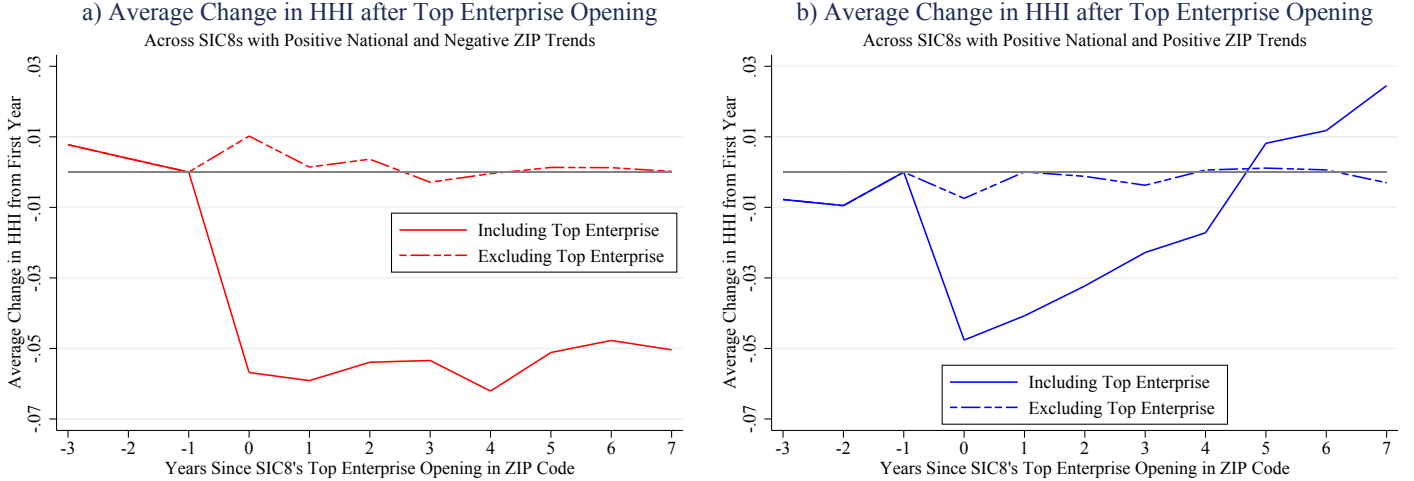 a) Average Change in HHI after Top Enterprise Opening
Across SIC8s with Positive National and Negative ZIP Trends
Average Change in HHI from First Year
.03
.01
-.01
-.03
-.05
-.07
Including Top Enterprise
Excluding Top Enterprise
-3 -2 -1 0 1 2 3 4 5 6 7
Years Since SIC8's Top Enterprise Opening in ZIP Code
b) Average Change in HHI after Top Enterprise Opening
Across SIC8s with Positive National and Positive ZIP Trends
Average Change in HHI from First Year
.03
.01
-.01
-.03
-.05
-.07
Including Top Enterprise
Excluding Top Enterprise
-3 -2 -1 0 1 2 3 4 5 6 7
Years Since SIC8's Top Enterprise Opening in ZIP Code